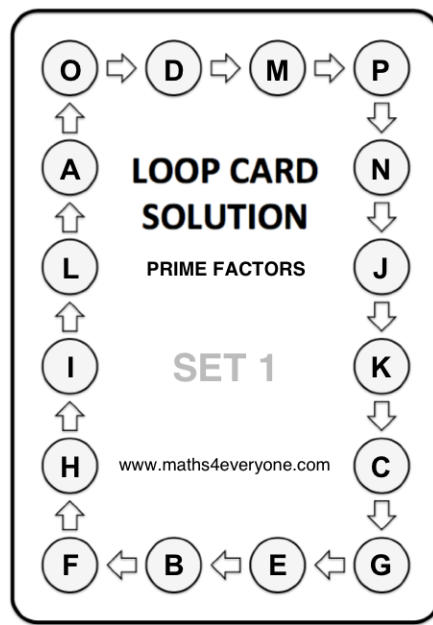 O D M P
A LOOP CARD N
SOLUTION
L PRIME FACTORS J
I SET 1 K
H www.maths4everyone.com C
F B E G